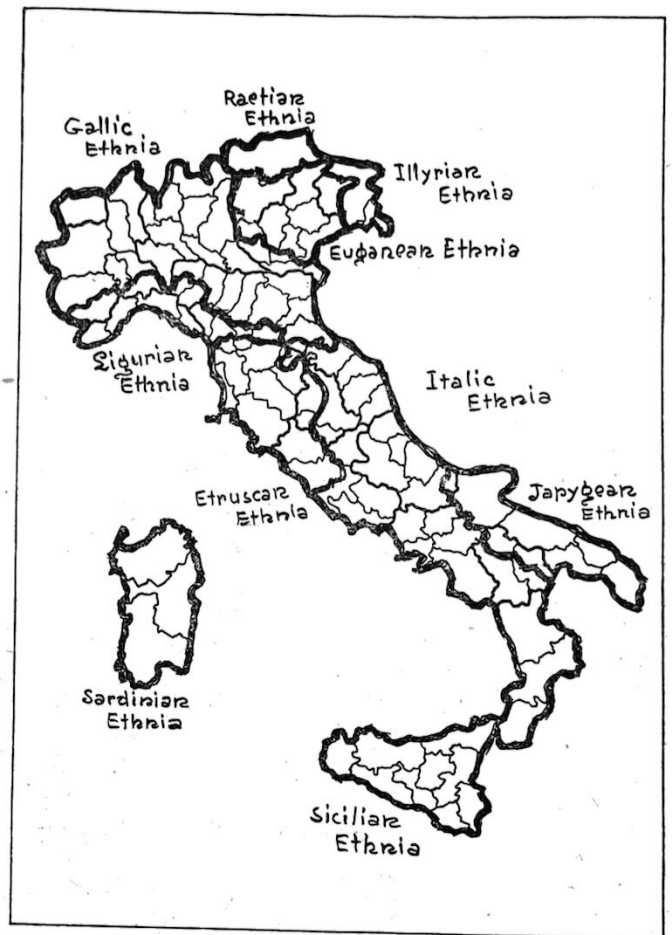 Raetian
Ethnia
Gallic
Ethnia
Illyrian
Ethnia
Euganean Ethnia
Ligurian
Ethnia
Italic
Ethnia
Etruscan
Ethnia
Japygean
Ethnia
Sardinian
Ethnia
Sicilian
Ethnia